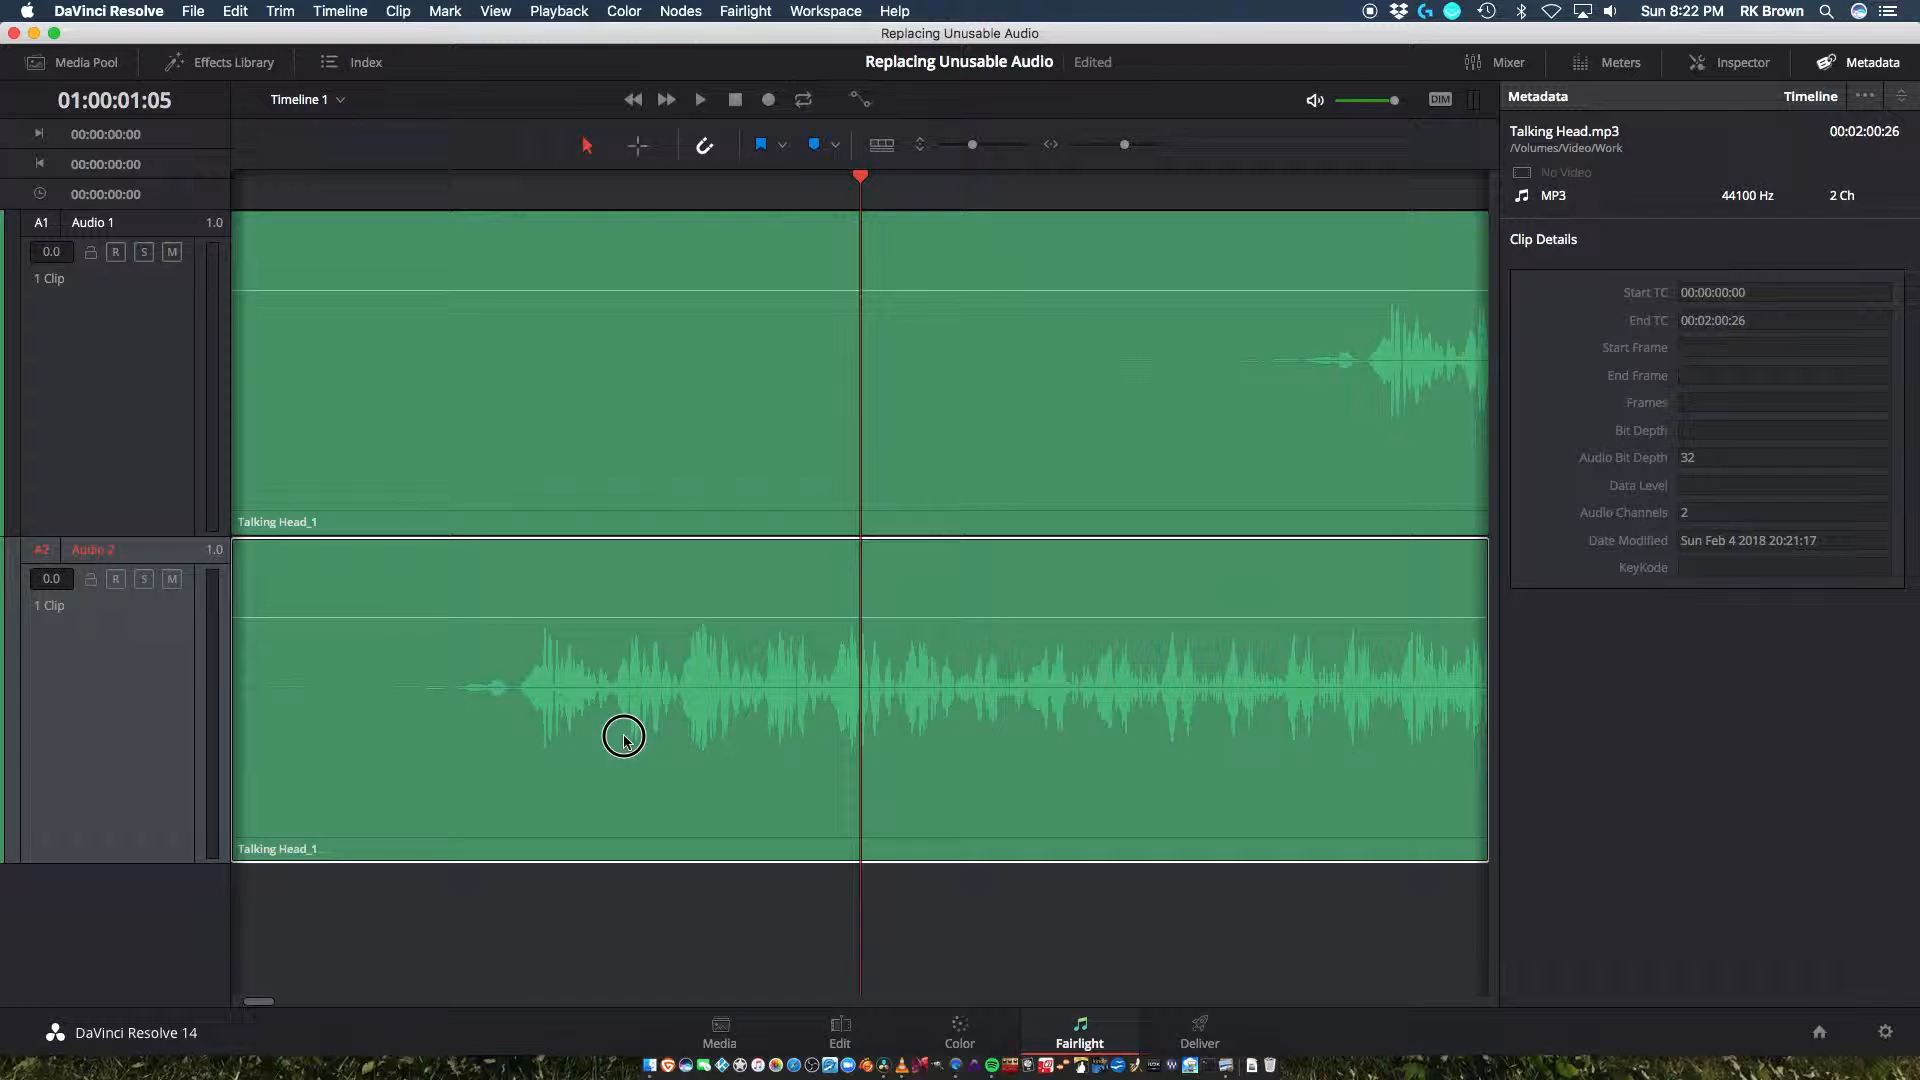 DaVinci Resolve File Edit Trim Timeline Clip Mark View Playback Color Nodes Fairlight Workspace Help Sun 8:22 PM RK Brown
Replacing Unusable Audio
Media Pool Effects Library Index Replacing Unusable Audio Edited Mixer Meters Inspector Metadata
01:00:01:05 Timeline 1 DIM Metadata Timeline
00:00:00:00
00:00:00:00
00:00:00:00
Talking Head.mp3 00:02:00:26
/Volumes/Video/Work
No Video
MP3 44100 Hz 2 Ch
A1 Audio 1 1.0
0.0 R S M
1 Clip
Talking Head_1
A2 Audio 2 1.0
0.0 R S M
1 Clip
Talking Head_1
Clip Details
Start TC 00:00:00:00
End TC 00:02:00:26
Start Frame
End Frame
Frames
Bit Depth
Audio Bit Depth 32
Data Level
Audio Channels 2
Date Modified Sun Feb 4 2018 20:21:17
KeyKode
DaVinci Resolve 14 Media Edit Color Fairlight Deliver